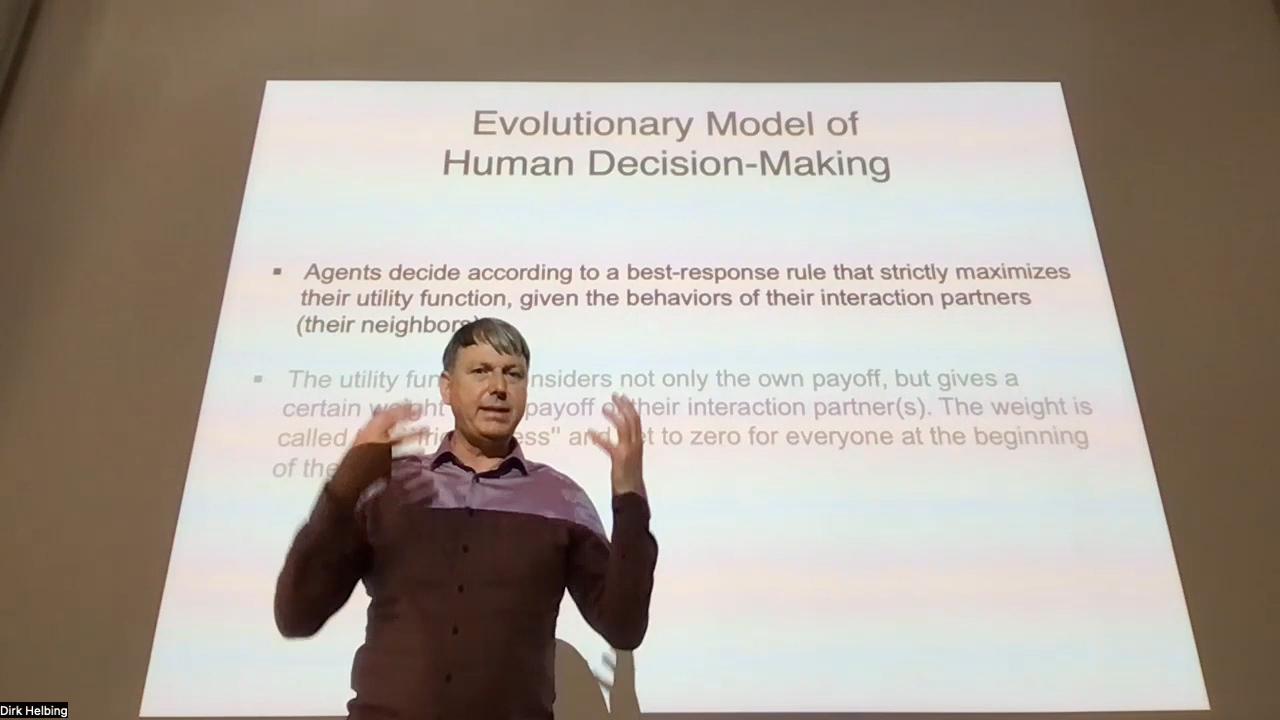 Evolutionary Model of
Human Decision-Making
▪ Agents decide according to a best-response rule that strictly maximizes
their utility function, given the behaviors of their interaction partners
(their neighbors
▪ The utility fun nsiders not only the own payoff, but gives a
certain payoff their interaction partner(s). The weight is
called and to zero for everyone at the beginning
of the
Dirk Helbing